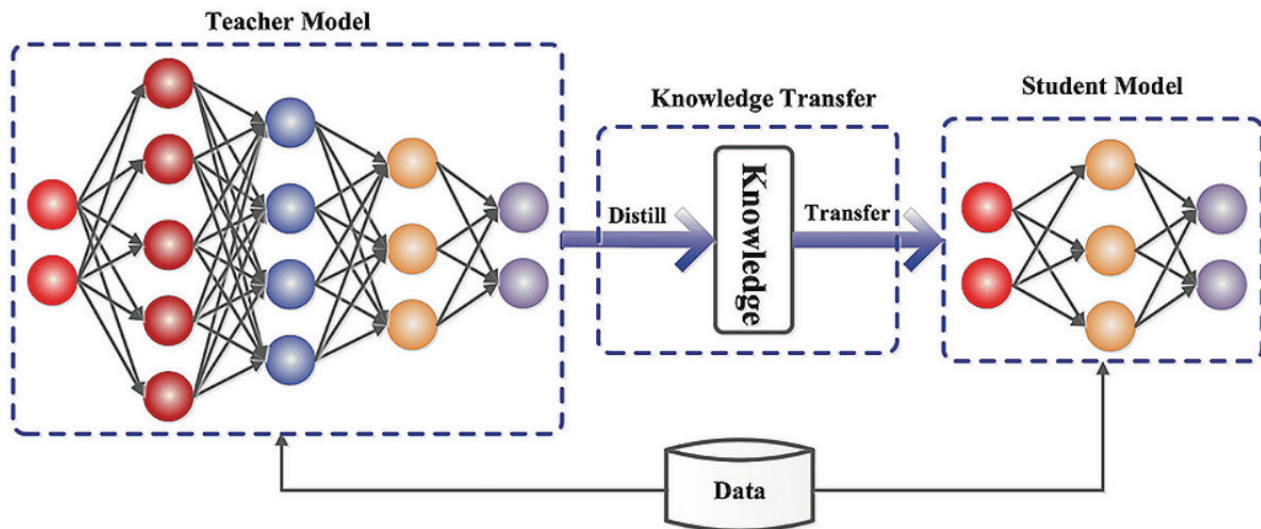 Teacher Model
Knowledge Transfer
Student Model
Distill
Knowledge
Transfer
Data